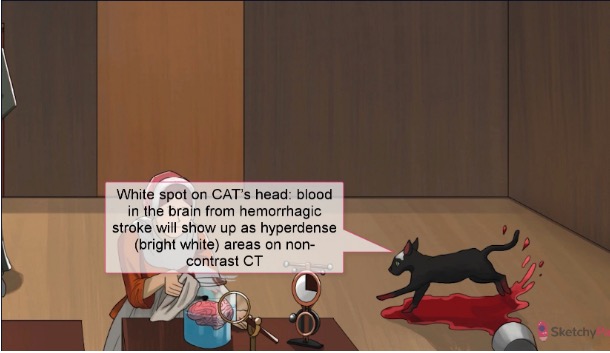 White spot on CAT's head: blood
in the brain from hemorrhagic
stroke will show up as hyperdense
(bright white) areas on non-
contrast CT
Sketchy